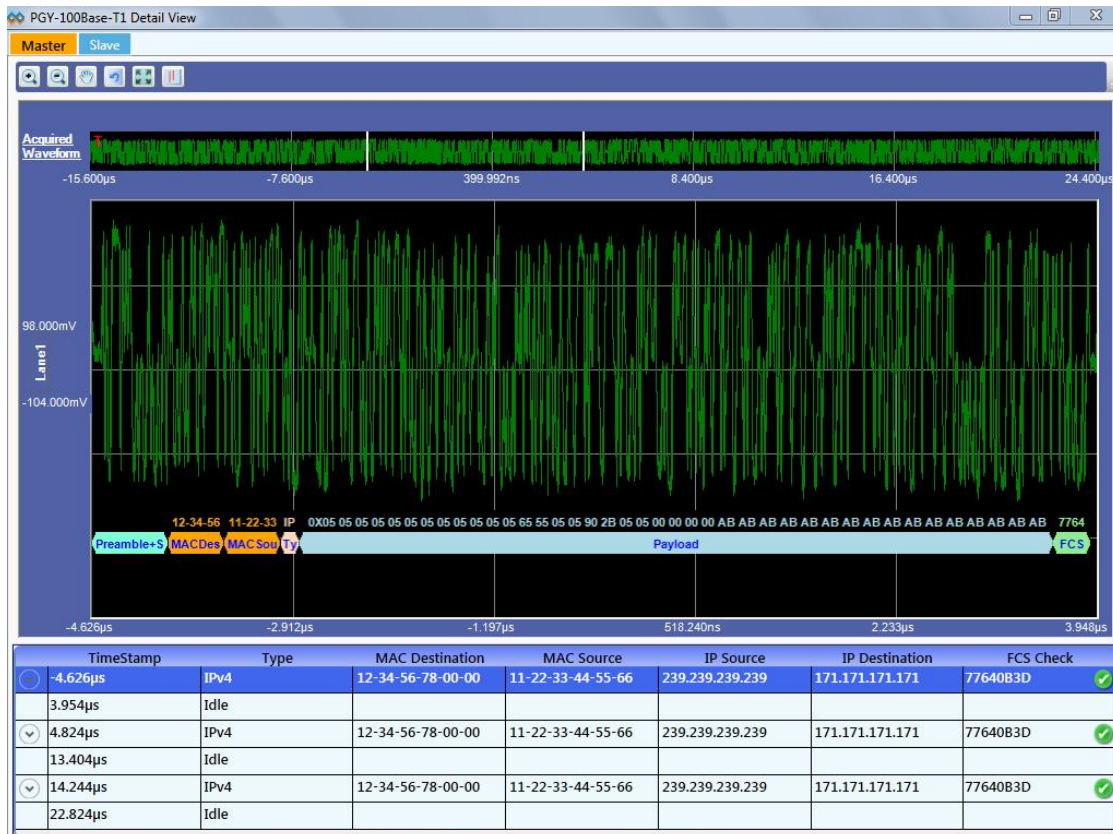 PGY-100Base-T1 Detail View
Master Slave
Acquired
Waveform
T
-15.600µs -7.600µs 399.992ns 8.400µs 16.400µs 24.400µs
98.000mV
Lane1
-104.000mV
12-34-56 11-22-33 IP 0X05 05 05 05 05 05 05 05 05 05 05 05 65 55 05 05 90 2B 05 05 00 00 00 00 AB AB AB AB AB AB AB AB AB AB AB AB AB AB AB AB AB 7764
Preamble+S MACDes MACSou Ty Payload FCS
-4.626µs -2.912µs -1.197µs 518.240ns 2.233µs 3.948µs
TimeStamp Type MAC Destination MAC Source IP Source IP Destination FCS Check
-4.626µs IPv4 12-34-56-78-00-00 11-22-33-44-55-66 239.239.239.239 171.171.171.171 77640B3D
3.954µs Idle
4.824µs IPv4 12-34-56-78-00-00 11-22-33-44-55-66 239.239.239.239 171.171.171.171 77640B3D
13.404µs Idle
14.244µs IPv4 12-34-56-78-00-00 11-22-33-44-55-66 239.239.239.239 171.171.171.171 77640B3D
22.824µs Idle